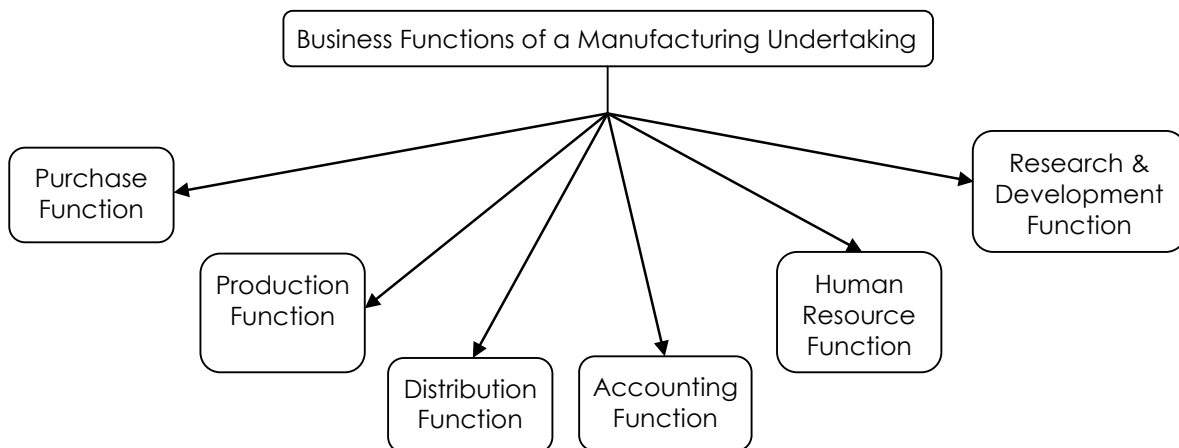 Business Functions of a Manufacturing Undertaking
Purchase
Function
Production
Function
Distribution
Function
Accounting
Function
Human
Resource
Function
Research &
Development
Function